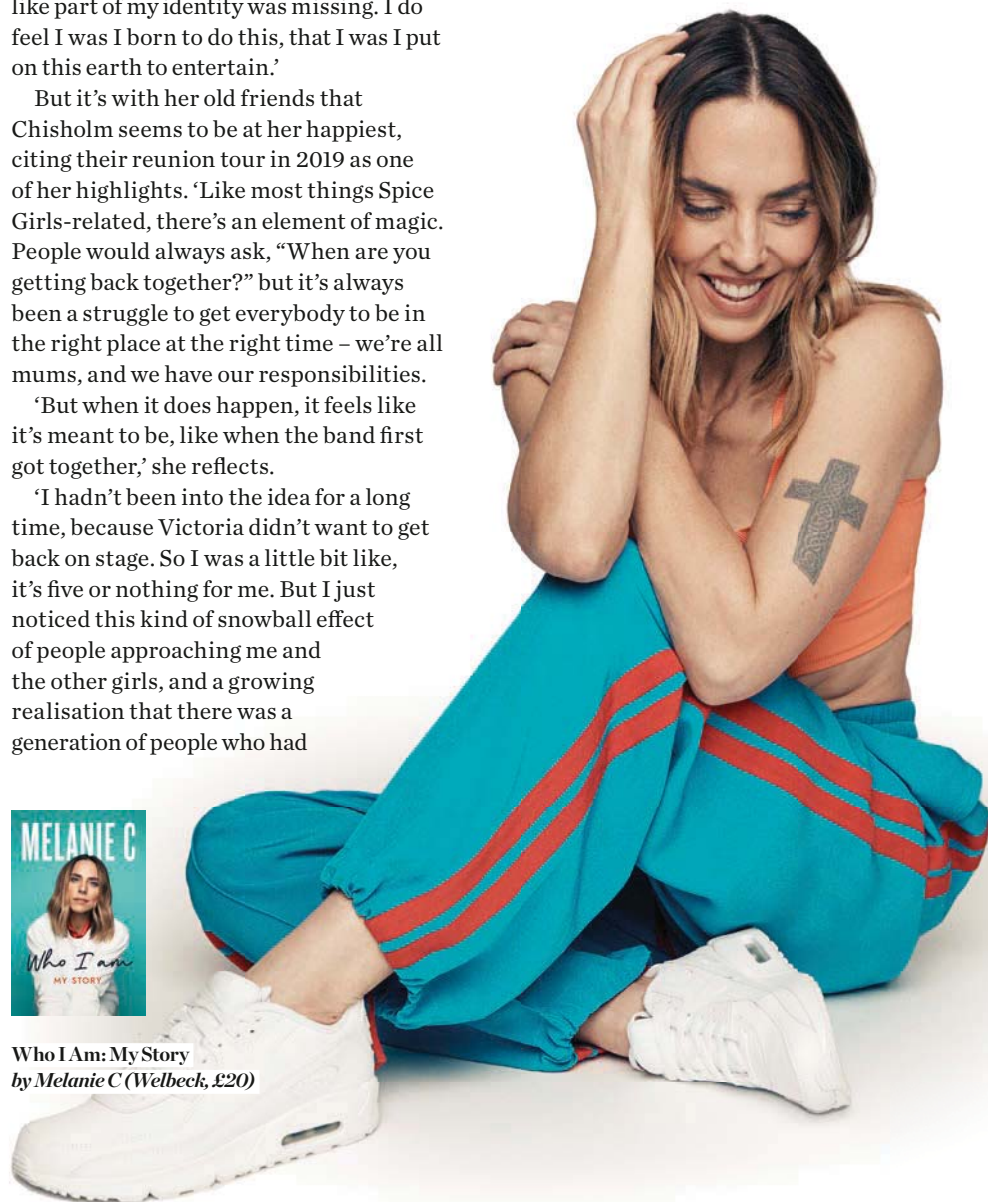 like part of my identity was missing. I do
feel I was I born to do this, that I was I put
on this earth to entertain.’
But it’s with her old friends that
Chisholm seems to be at her happiest,
citing their reunion tour in 2019 as one
of her highlights. ‘Like most things Spice
Girls-related, there’s an element of magic.
People would always ask, “When are you
getting back together?” but it’s always
been a struggle to get everybody to be in
the right place at the right time – we’re all
mums, and we have our responsibilities.
‘But when it does happen, it feels like
it’s meant to be, like when the band first
got together,’ she reflects.
‘I hadn’t been into the idea for a long
time, because Victoria didn’t want to get
back on stage. So I was a little bit like,
it’s five or nothing for me. But I just
noticed this kind of snowball effect
of people approaching me and
the other girls, and a growing
realisation that there was a
generation of people who had
MELANIE C
Who I am
MY STORY
Who I Am: My Story
by Melanie C (Welbeck, £20)